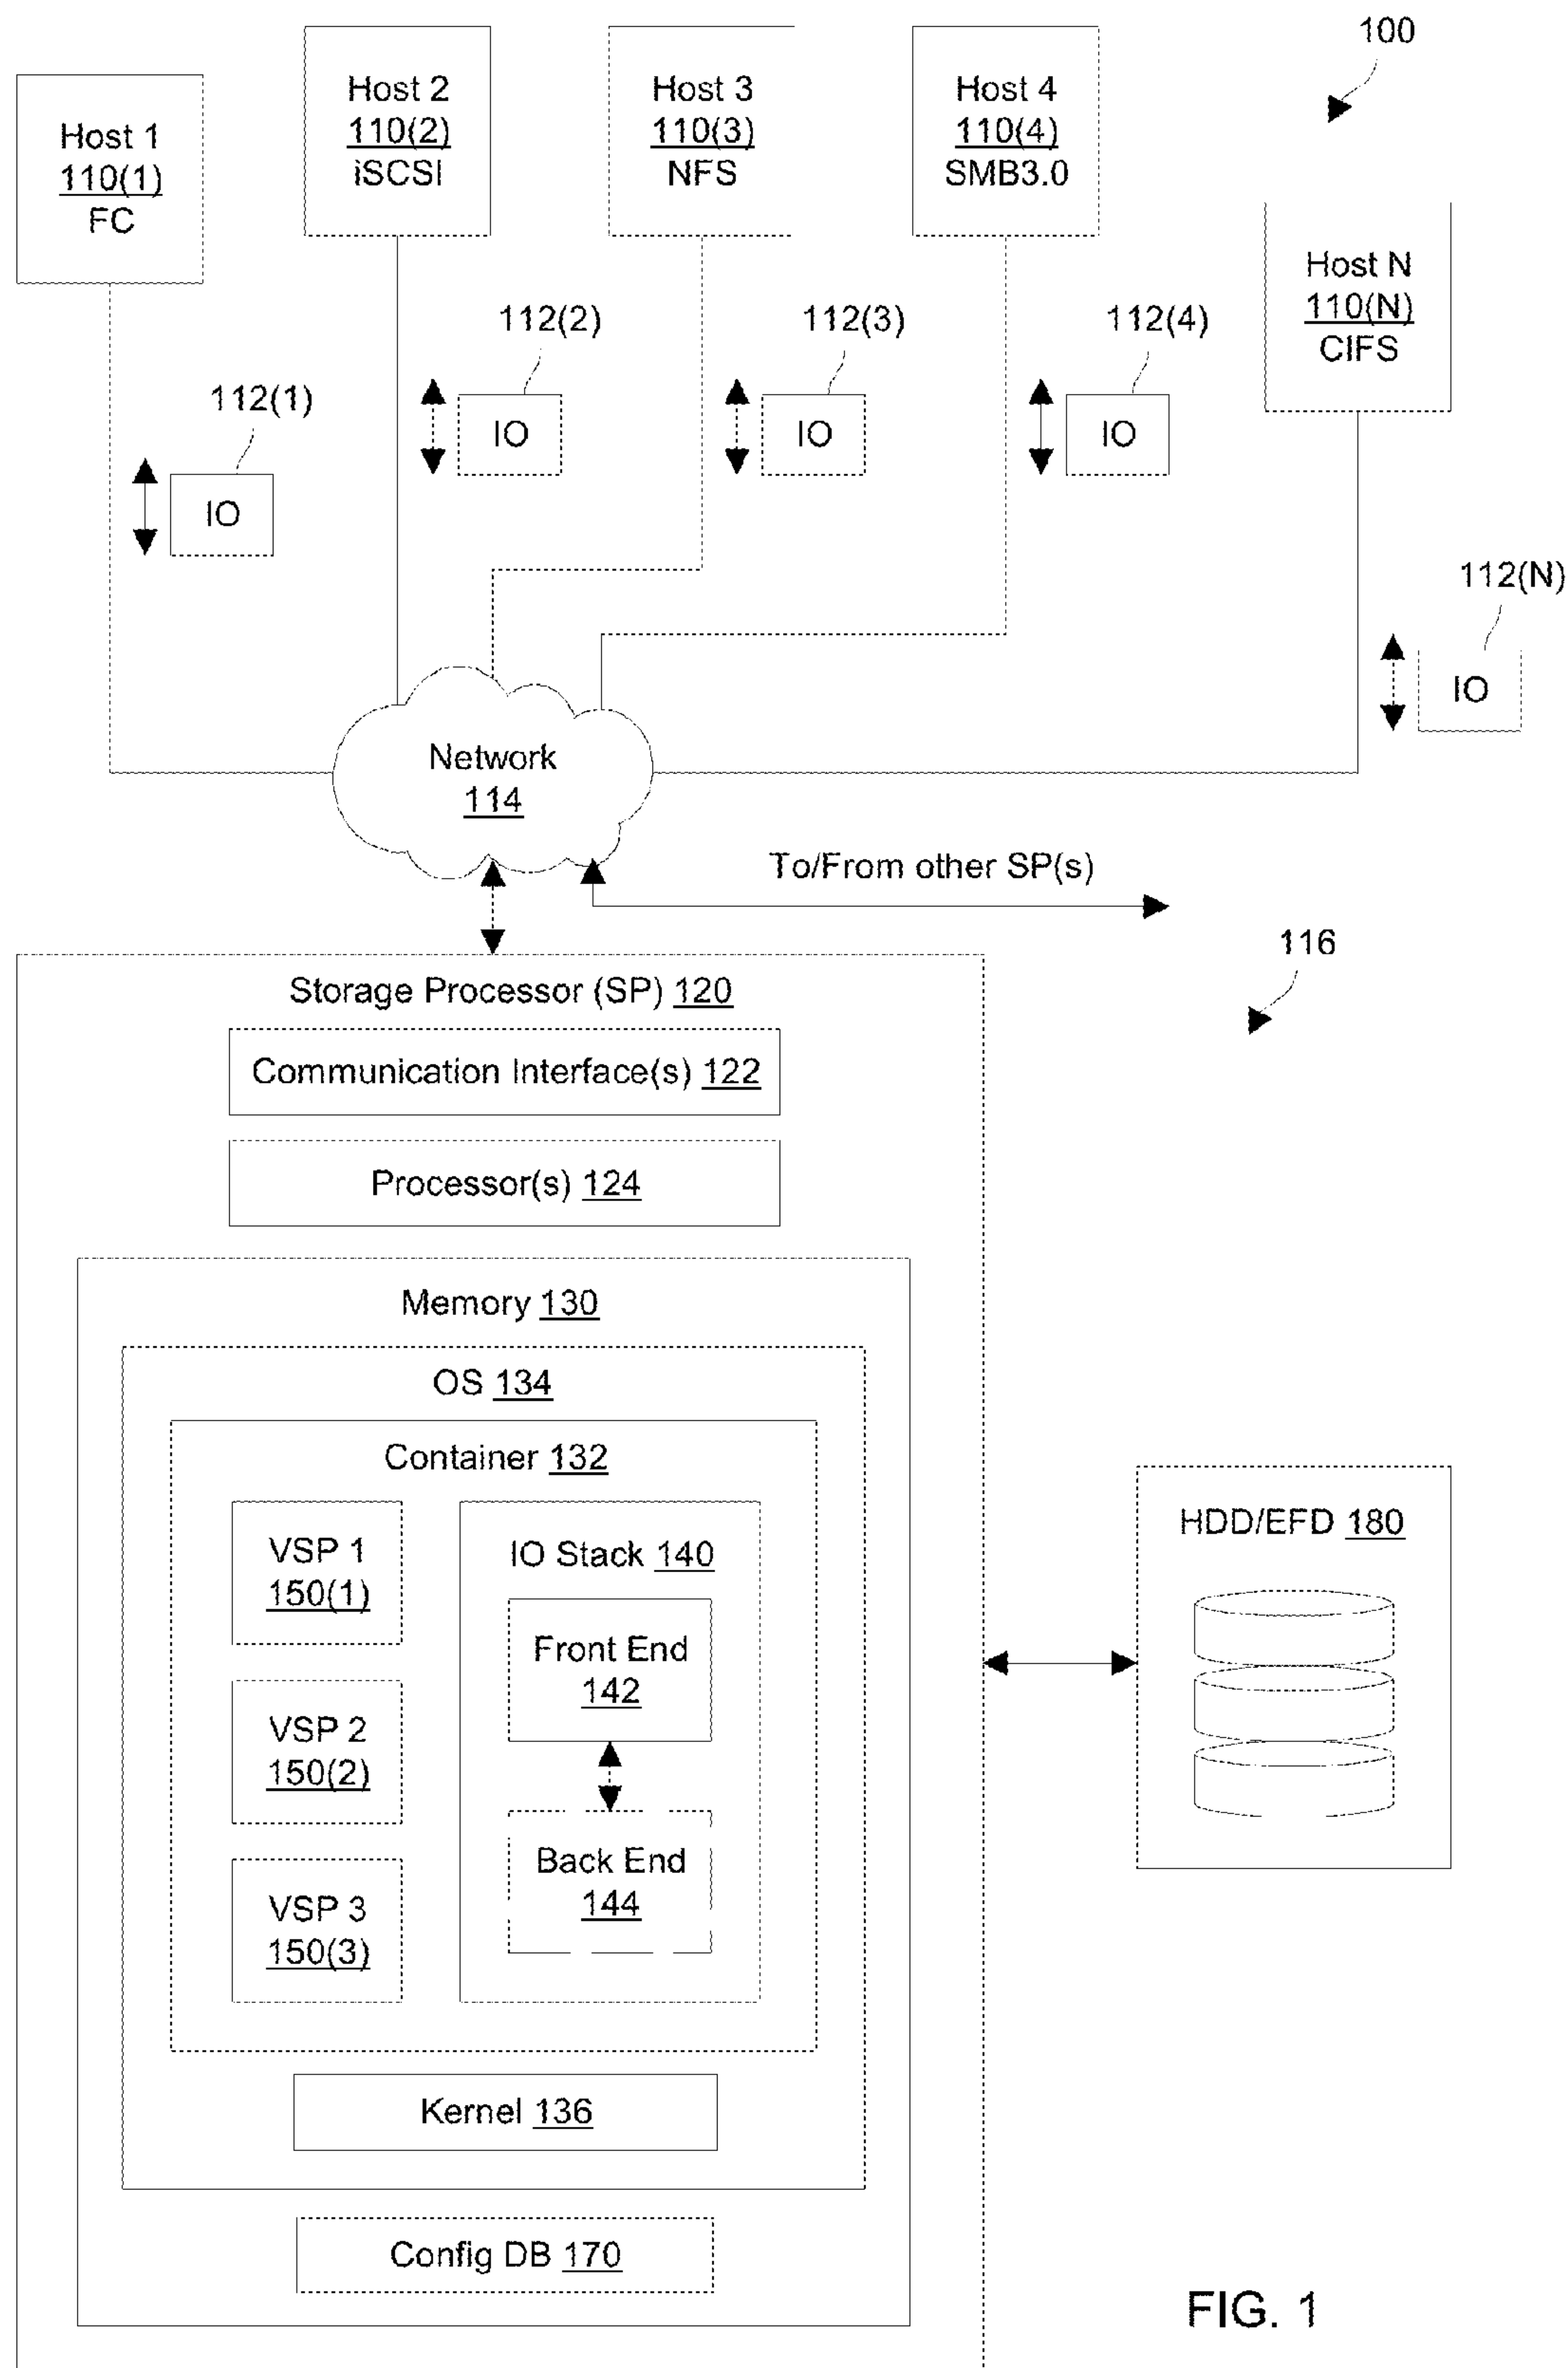 100
Host 1
110(1)
FC
Host 2
110(2)
iSCSI
Host 3
110(3)
NFS
Host 4
110(4)
SMB3.0
Host N
110(N)
CIFS
112(1)
IO
112(2)
IO
112(3)
IO
112(4)
IO
112(N)
IO
Network
114
To/From other SP(s)
116
Storage Processor (SP) 120
Communication Interface(s) 122
Processor(s) 124
Memory 130
OS 134
Container 132
VSP 1
150(1)
VSP 2
150(2)
VSP 3
150(3)
IO Stack 140
Front End
142
Back End
144
Kernel 136
Config DB 170
HDD/EFD 180
FIG. 1